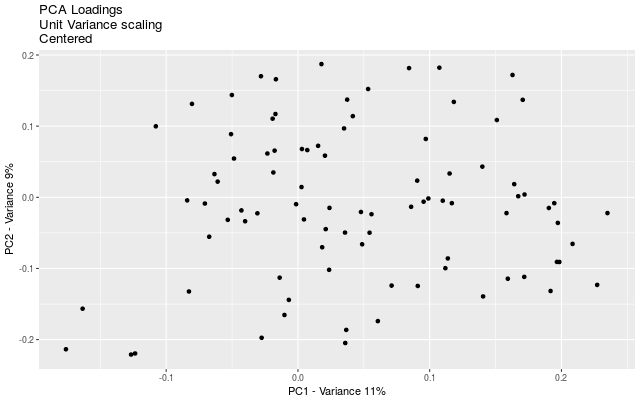 PCA Loadings
Unit Variance scaling
Centered
0.2
0.1
0.0
-0.1
-0.2
PC2 - Variance 9%
-0.1
0.0
0.1
0.2
PC1 - Variance 11%